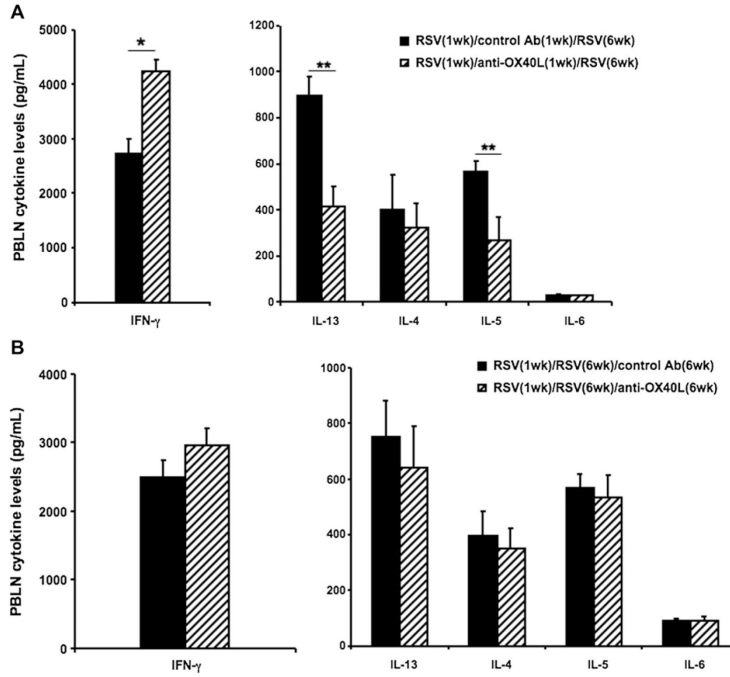 A
PBLN cytokine levels (pg/mL)
5000
4000
3000
2000
1000
0
*
IFN-γ
1200
1000
800
600
400
200
0
RSV(1wk)/control Ab(1wk)/RSV(6wk)
RSV(1wk)/anti-OX40L(1wk)/RSV(6wk)
**
**
IL-13 IL-4 IL-5 IL-6
B
PBLN cytokine levels (pg/mL)
4000
3000
2000
1000
0
IFN-γ
1000
800
600
400
200
0
RSV(1wk)/RSV(6wk)/control Ab(6wk)
RSV(1wk)/RSV(6wk)/anti-OX40L(6wk)
IL-13 IL-4 IL-5 IL-6